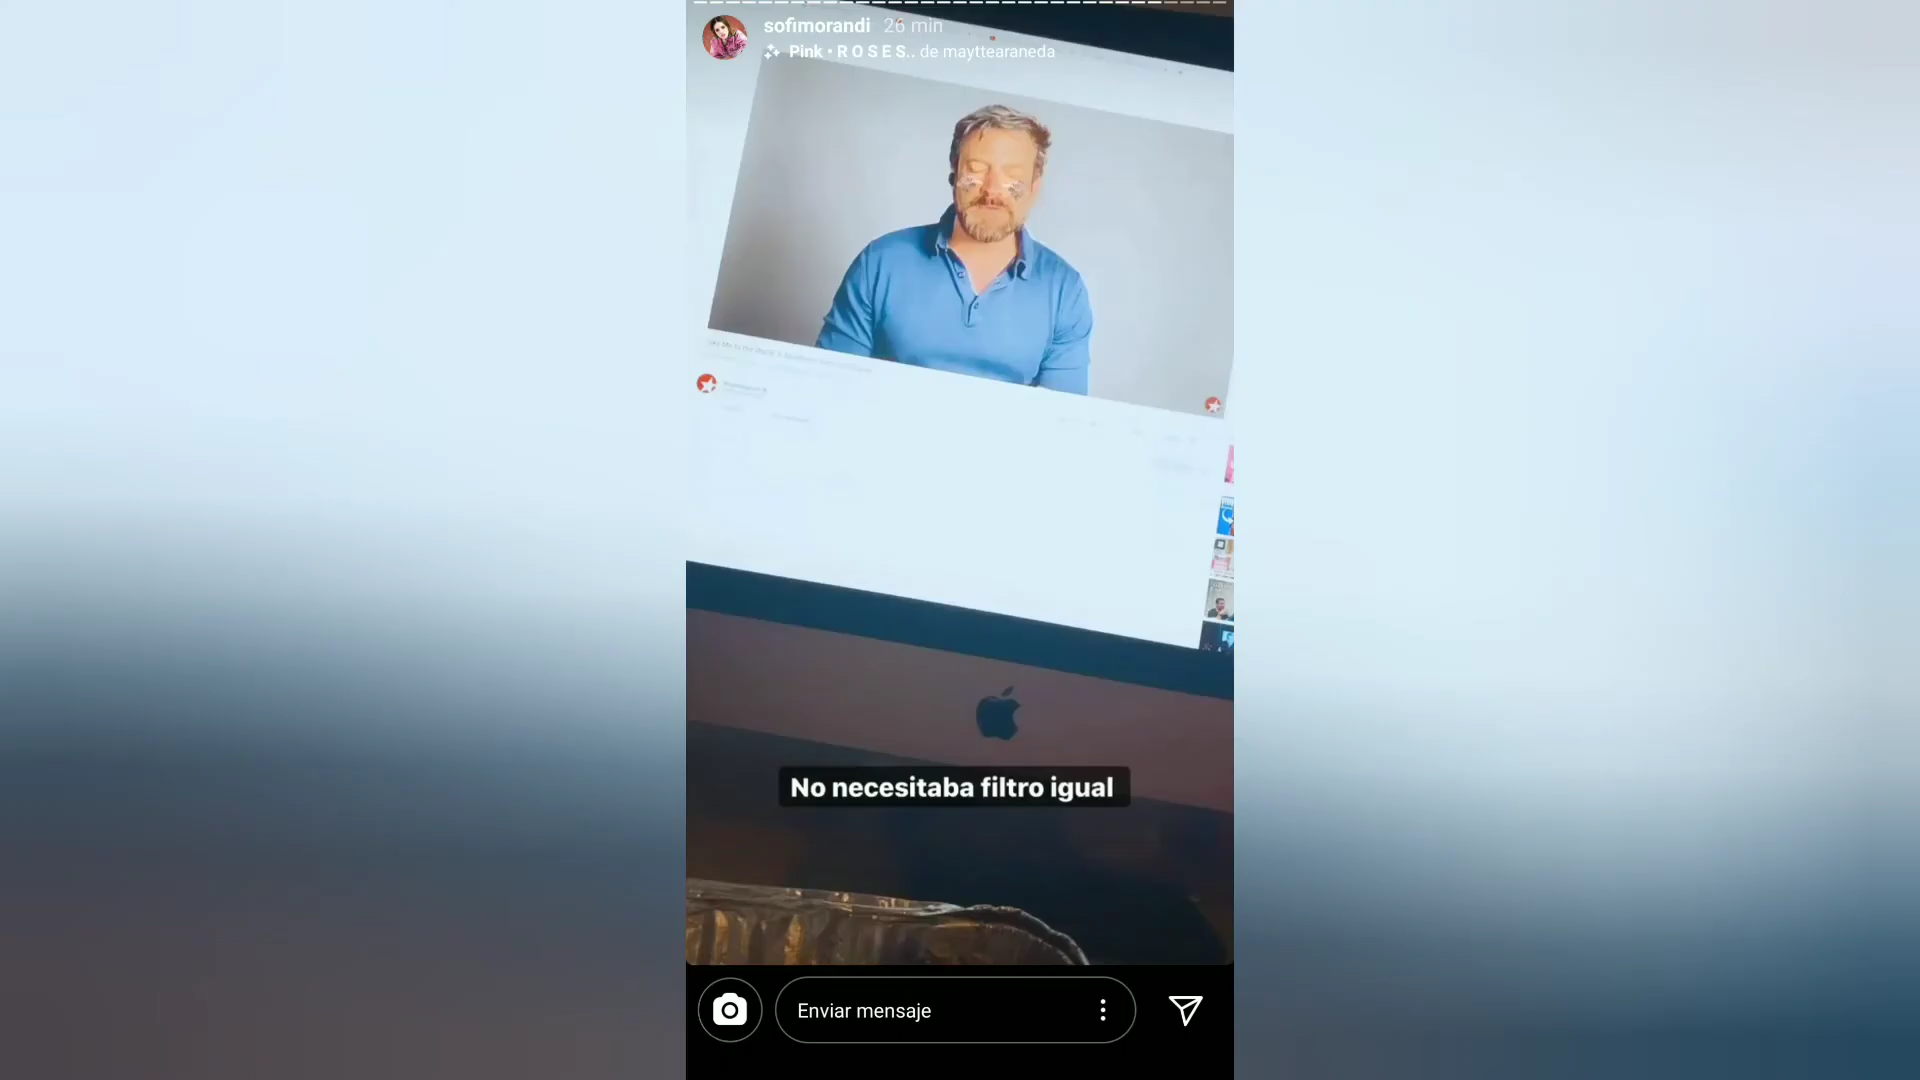 sofimorandi 26 min
Pink • R O S E S.. de mayttearaneda
No necesitaba filtro igual
Enviar mensaje